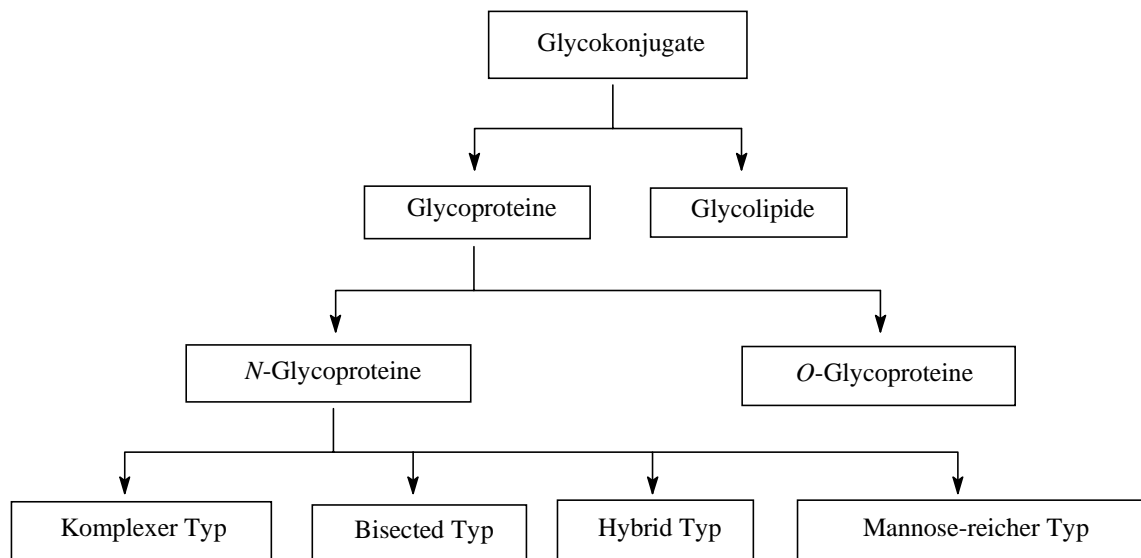 Glycokonjugate
Glycoproteine
Glycolipide
N-Glycoproteine
O-Glycoproteine
Komplexer Typ
Bisected Typ
Hybrid Typ
Mannose-reicher Typ